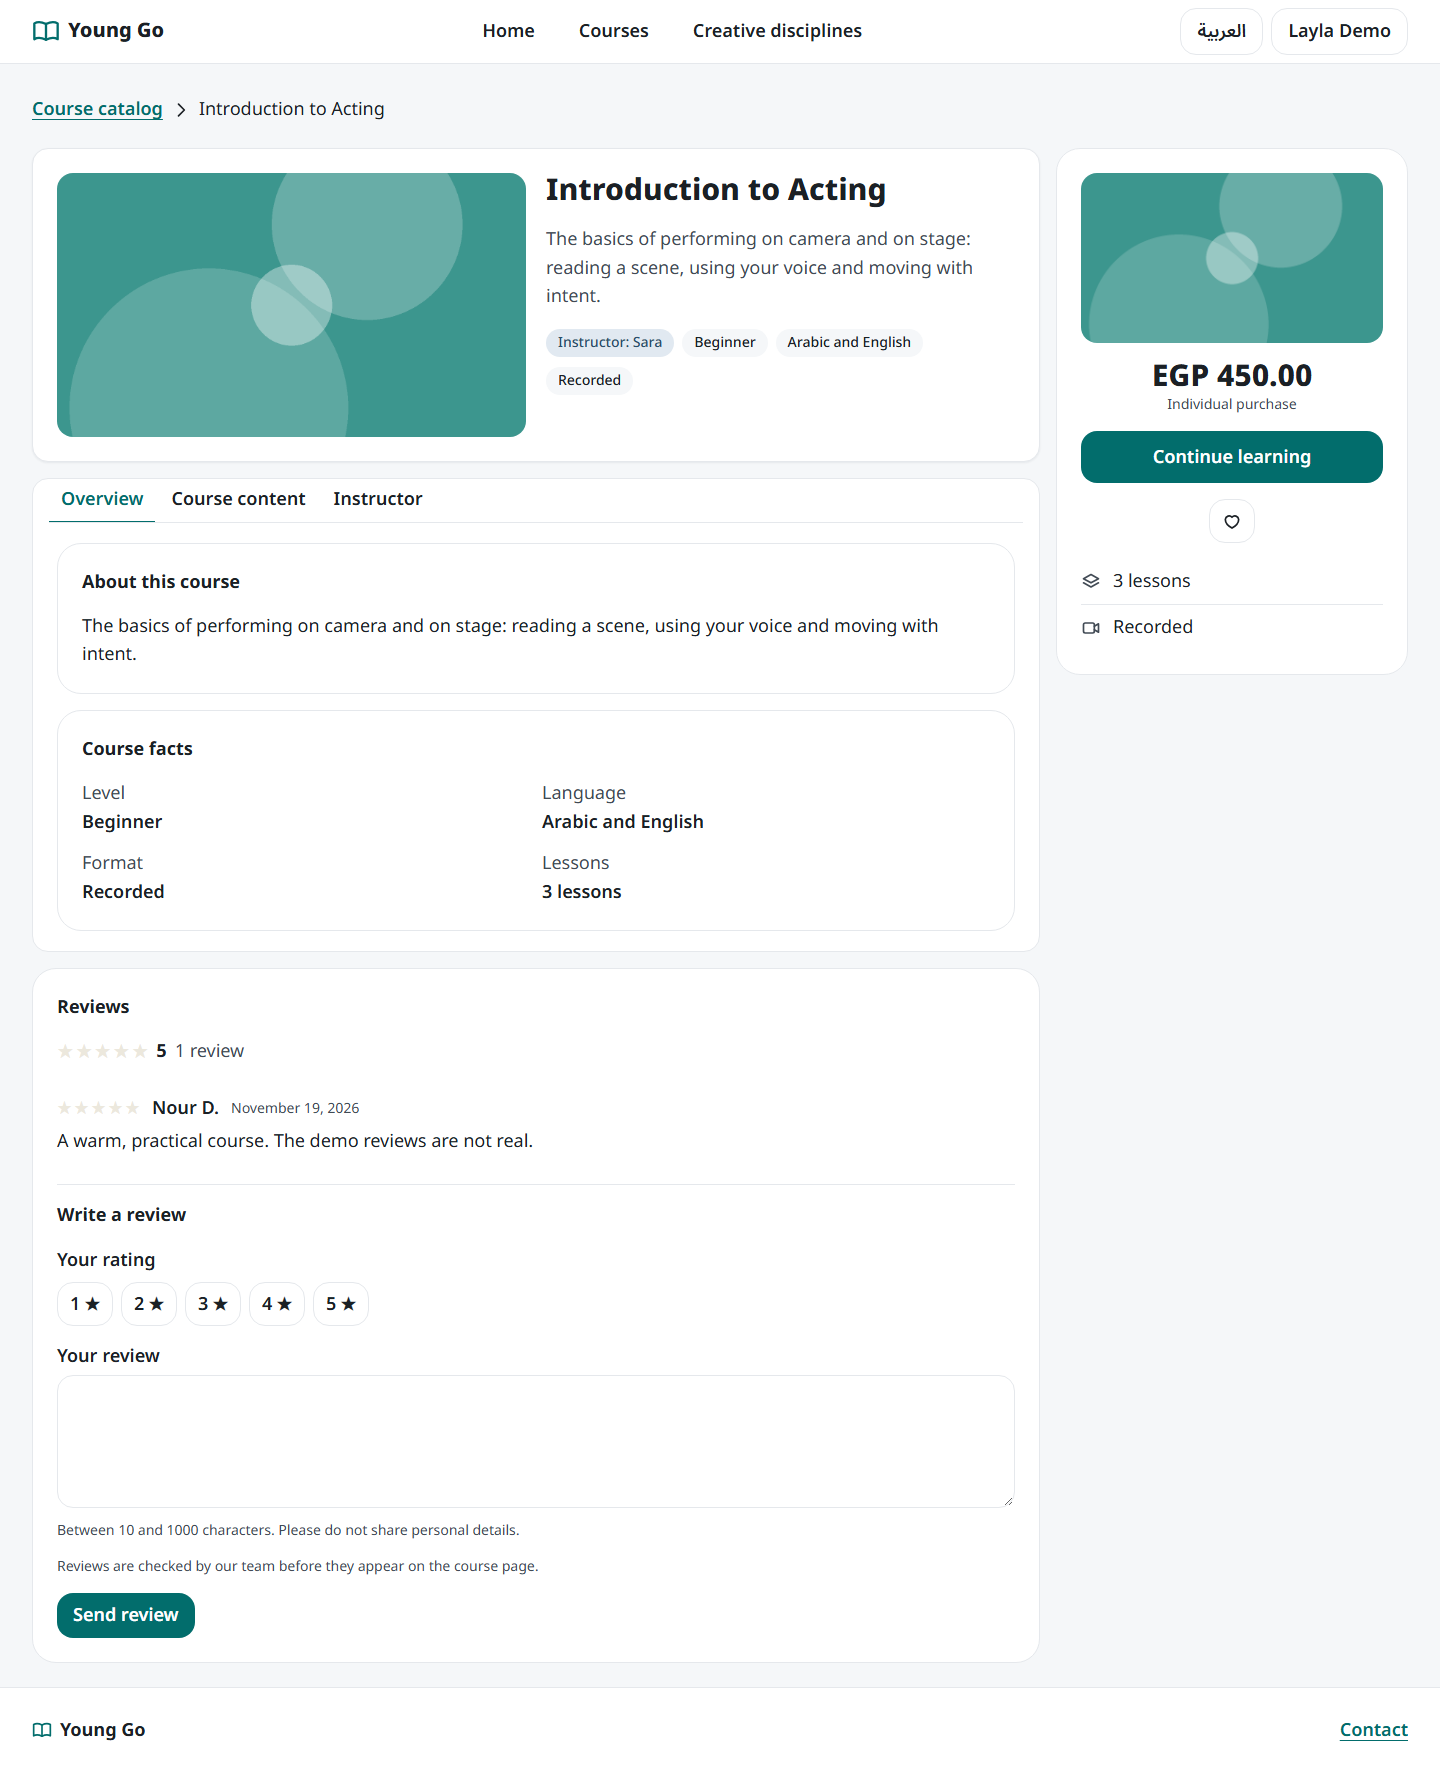 Young Go
Home
Courses
Creative disciplines
العربية
Layla Demo
Course catalog
Introduction to Acting
Introduction to Acting
The basics of performing on camera and on stage:
reading a scene, using your voice and moving with
intent.
Instructor: Sara
Beginner
Arabic and English
Recorded
EGP 450.00
Individual purchase
Continue learning
3 lessons
Recorded
Overview
Course content
Instructor
About this course
The basics of performing on camera and on stage: reading a scene, using your voice and moving with
intent.
Course facts
Level
Beginner
Language
Arabic and English
Format
Recorded
Lessons
3 lessons
Reviews
★★★★★ 5 1 review
★★★★★ Nour D. November 19, 2026
A warm, practical course. The demo reviews are not real.
Write a review
Your rating
1 ★
2 ★
3 ★
4 ★
5 ★
Your review
Between 10 and 1000 characters. Please do not share personal details.
Reviews are checked by our team before they appear on the course page.
Send review
Young Go
Contact